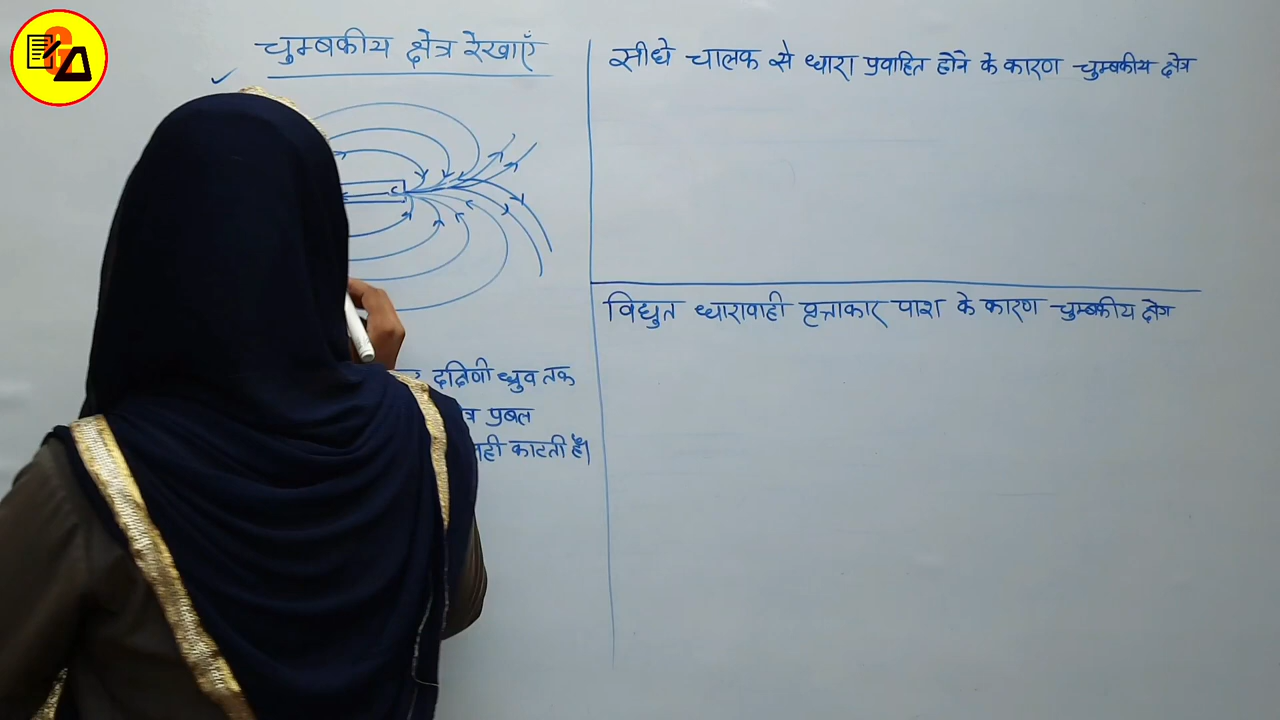 चुम्बकीय क्षेत्र रेखाएँ
दक्षिणी ध्रुव तक
प्रबल
काटती है।
सीधे चालक से धारा प्रवाहित होने के कारण चुम्बकीय क्षेत्र
विद्युत धारावाही वृत्ताकार पाश के कारण चुम्बकीय क्षेत्र